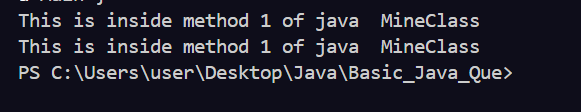 This is inside method 1 of java  MineClass
This is inside method 1 of java  MineClass
PS C:\Users\user\Desktop\Java\Basic_Java_Que>